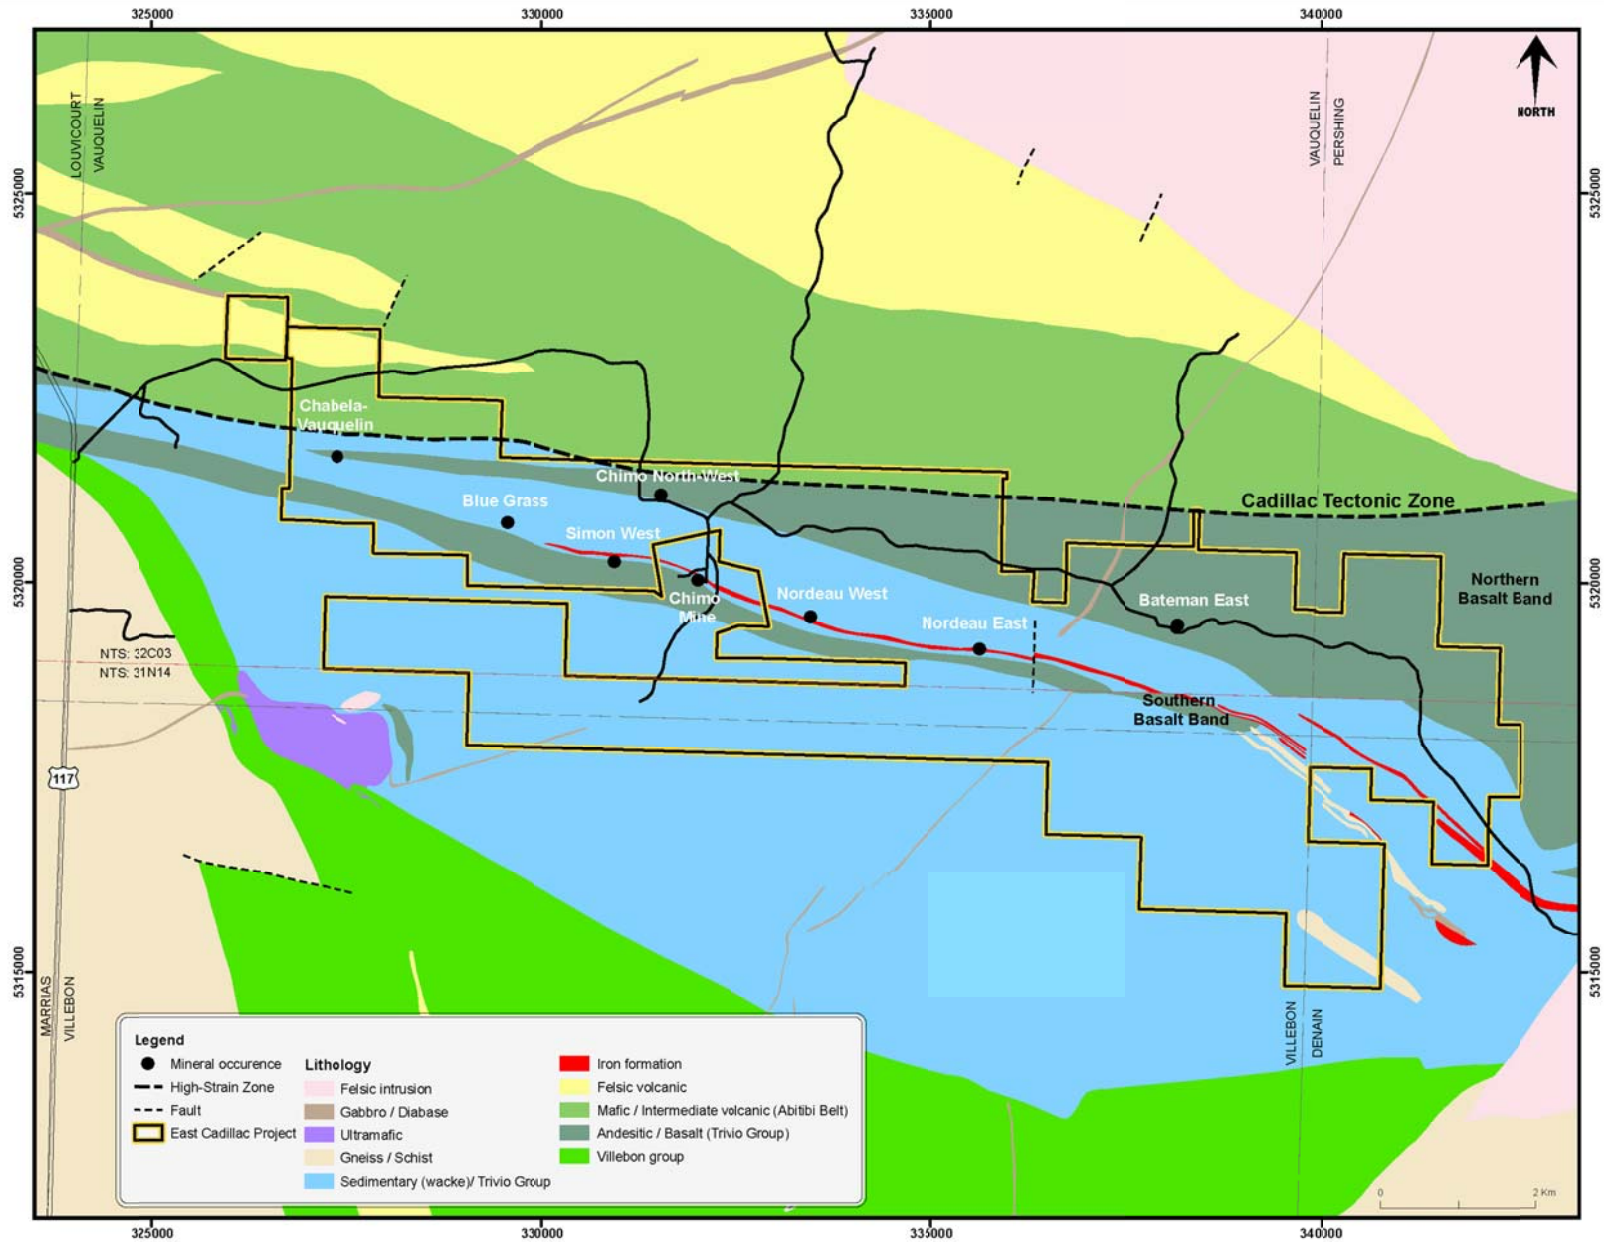 325000
330000
335000
340000
NORTH
LOUVICOURT
VAUQUELIN
VAUQUELIN
PERSHING
5325000
5325000
Chabela-
Vauquelin
Chimo North-West
Blue Grass
Cadillac Tectonic Zone
Simon West
5320000
5320000
Chimo
Mine
Nordeau West
Nordeau East
Bateman East
Northern
Basalt Band
NTS: 32C03
NTS: 31N14
Southern
Basalt Band
117
5315000
5315000
MARRIAS
VILLEBON
VILLEBON
DENAIN
Legend
Mineral occurence
High-Strain Zone
Fault
East Cadillac Project
Lithology
Felsic intrusion
Gabbro / Diabase
Ultramafic
Gneiss / Schist
Sedimentary (wacke)/ Trivio Group
Iron formation
Felsic volcanic
Mafic / Intermediate volcanic (Abitibi Belt)
Andesitic / Basalt (Trivio Group)
Villebon group
0
2 Km
325000
330000
335000
340000